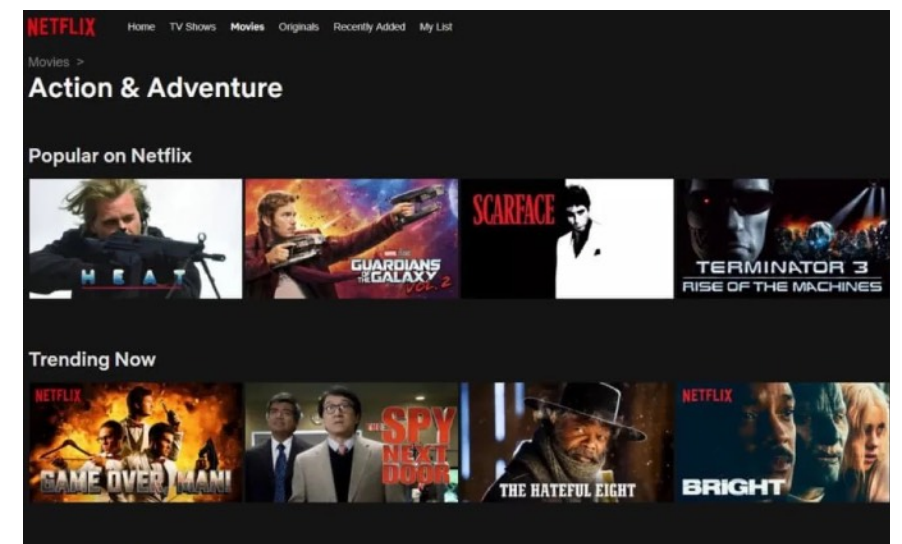 NETFLIX Home TV Shows Movies Originals Recently Added My List
Movies >
Action & Adventure
Popular on Netflix
HEAT
GUARDIANS
OF THE GALAXY
VOL. 2
SCARFACE
TERMINATOR 3
RISE OF THE MACHINES
Trending Now
NETFLIX
GAME OVER, MAN!
THE SPY
NEXT
DOOR
THE HATEFUL EIGHT
NETFLIX
BRIGHT